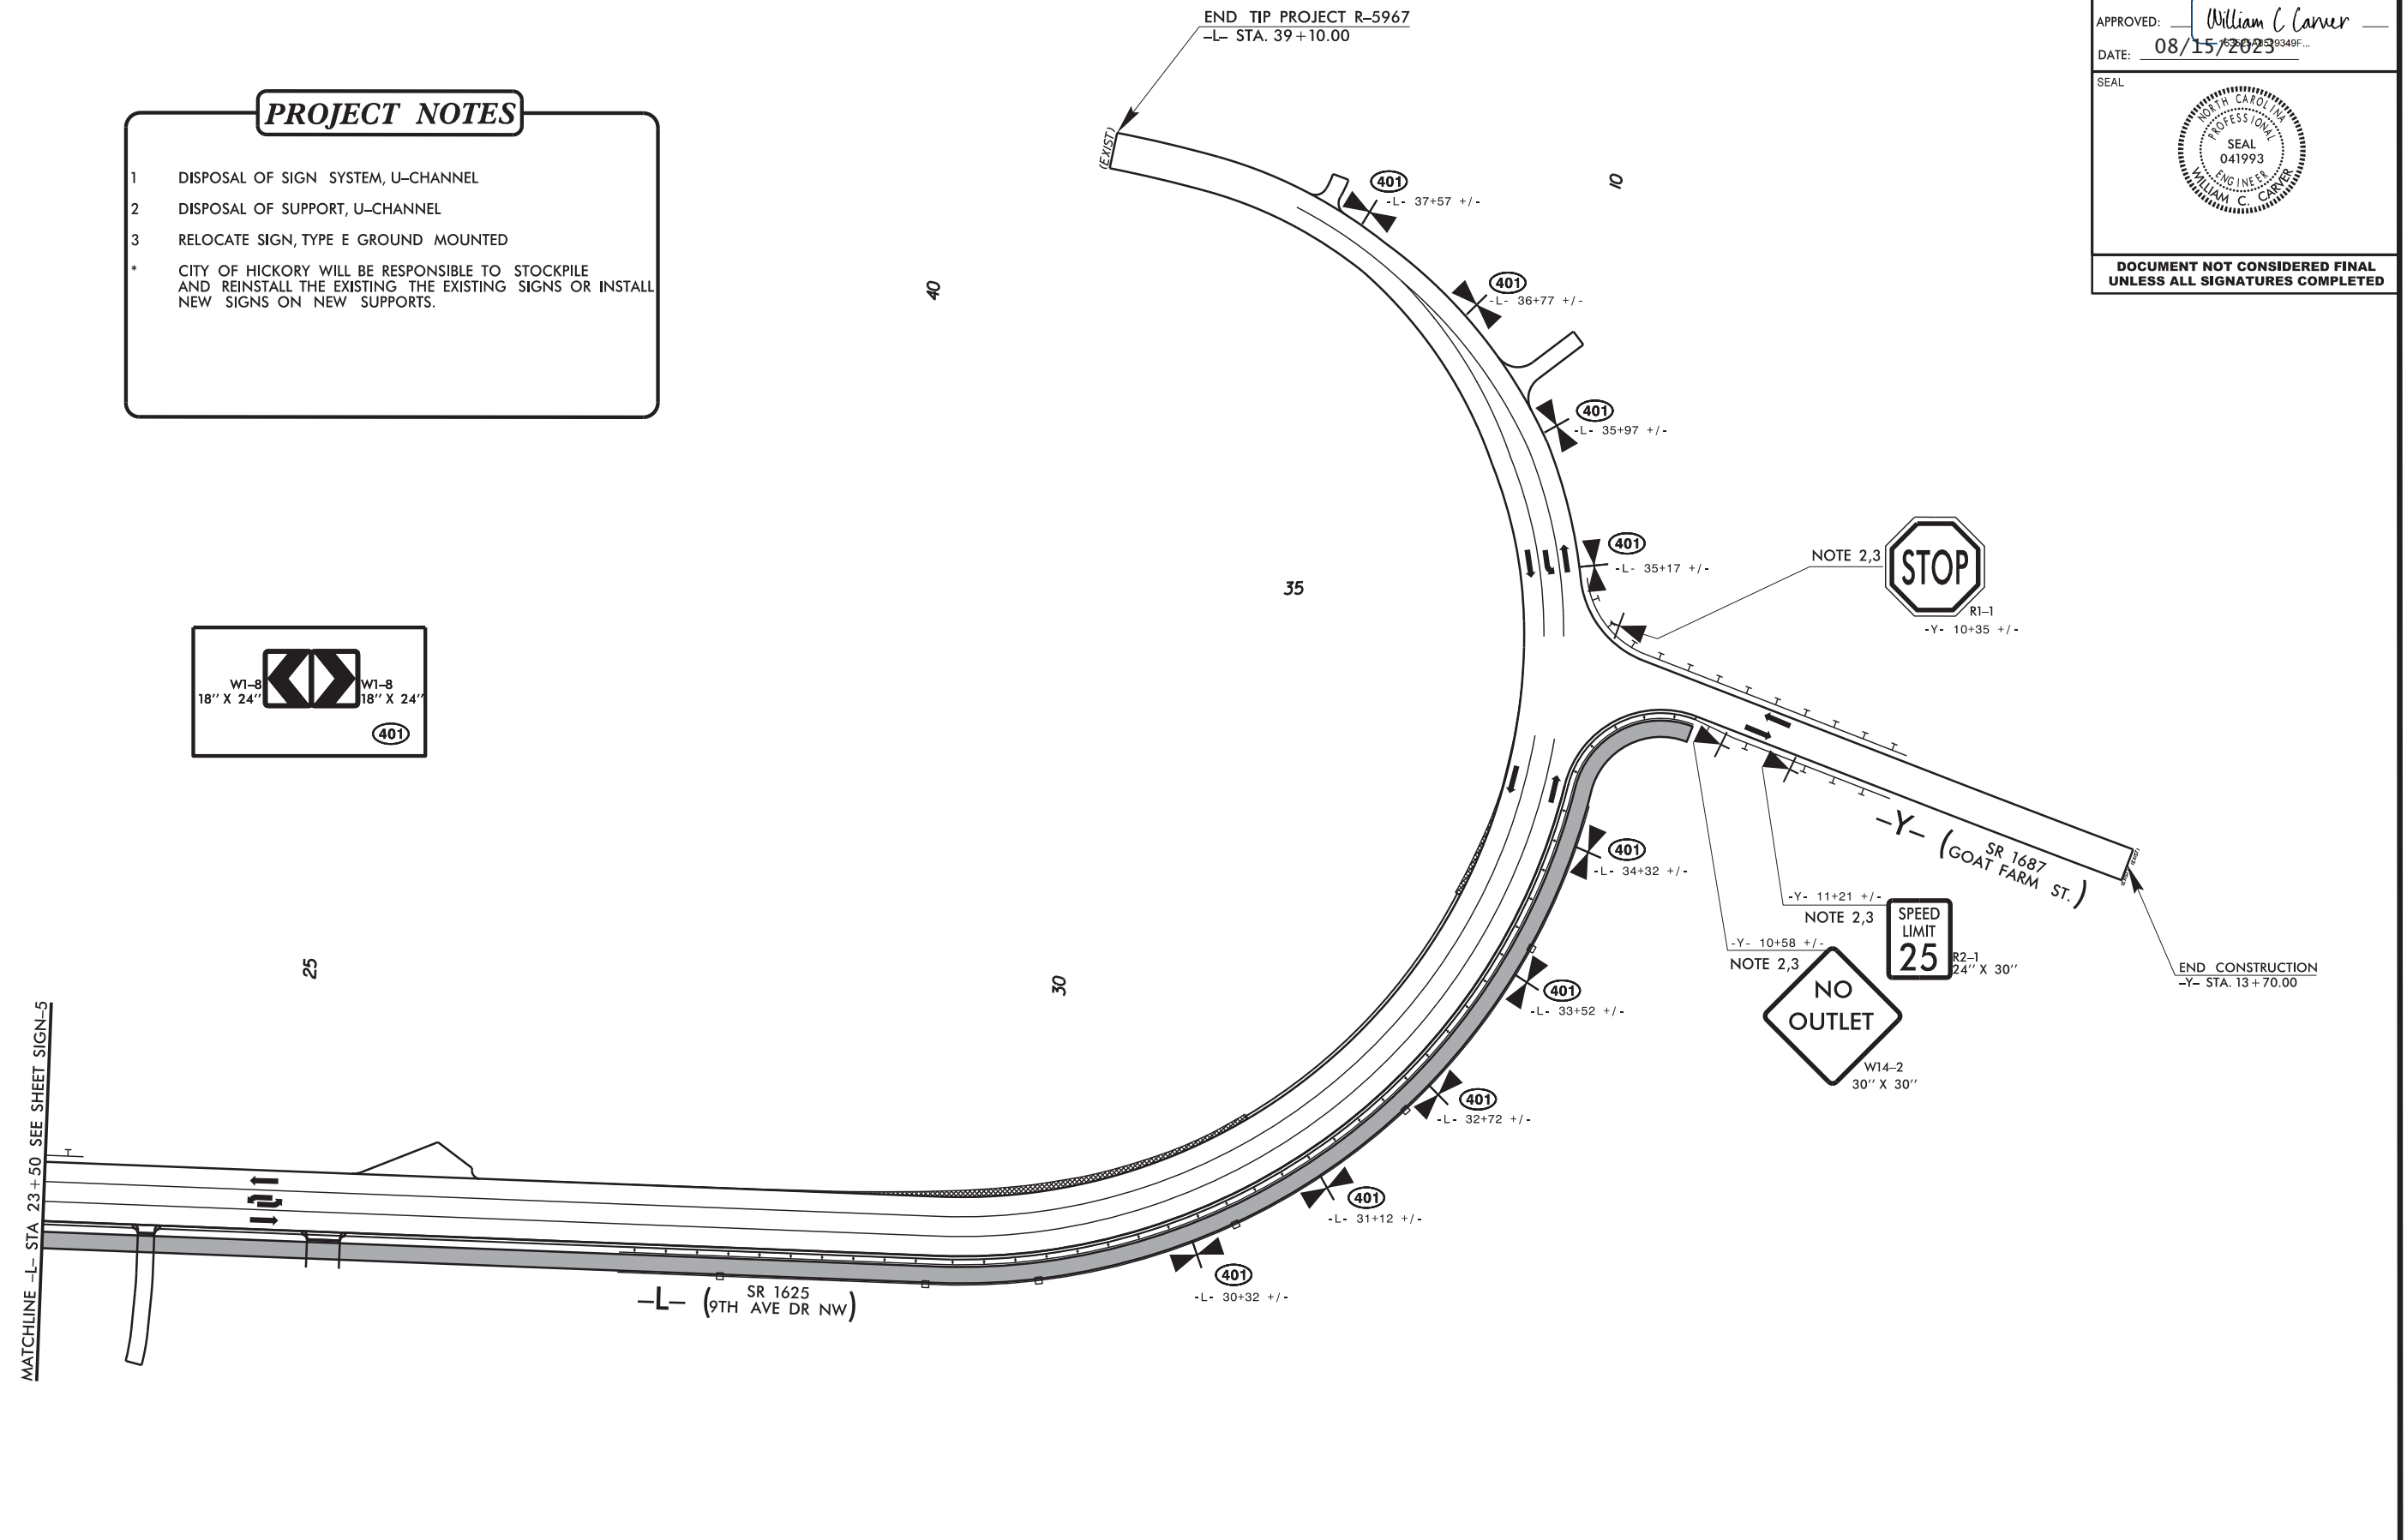 END TIP PROJECT R–5967
–L– STA. 39+10.00
APPROVED: William C Carver
DATE: 08/15/2023
SEAL
NORTH CAROLINA
PROFESSIONAL
SEAL
041993
ENGINEER
WILLIAM C. CARVER
DOCUMENT NOT CONSIDERED FINAL
UNLESS ALL SIGNATURES COMPLETED
PROJECT NOTES
1 DISPOSAL OF SIGN SYSTEM, U–CHANNEL
2 DISPOSAL OF SUPPORT, U–CHANNEL
3 RELOCATE SIGN, TYPE E GROUND MOUNTED
* CITY OF HICKORY WILL BE RESPONSIBLE TO STOCKPILE
AND REINSTALL THE EXISTING THE EXISTING SIGNS OR INSTALL
NEW SIGNS ON NEW SUPPORTS.
(EXIST)
401
-L- 37+57 +/-
10
401
-L- 36+77 +/-
40
401
-L- 35+97 +/-
401
-L- 35+17 +/-
35
NOTE 2,3
STOP
R1–1
-Y- 10+35 +/-
W1–8
18'' X 24''
W1–8
18'' X 24''
401
–Y– (SR 1687
GOAT FARM ST.)
401
-L- 34+32 +/-
-Y- 11+21 +/-
NOTE 2,3
SPEED
LIMIT
25
R2–1
24'' X 30''
-Y- 10+58 +/-
NOTE 2,3
NO
OUTLET
W14–2
30'' X 30''
END CONSTRUCTION
–Y– STA. 13+70.00
25
30
401
-L- 33+52 +/-
401
-L- 32+72 +/-
401
-L- 31+12 +/-
401
-L- 30+32 +/-
MATCHLINE –L– STA 23+50 SEE SHEET SIGN–5
–L– (SR 1625
9TH AVE DR NW)